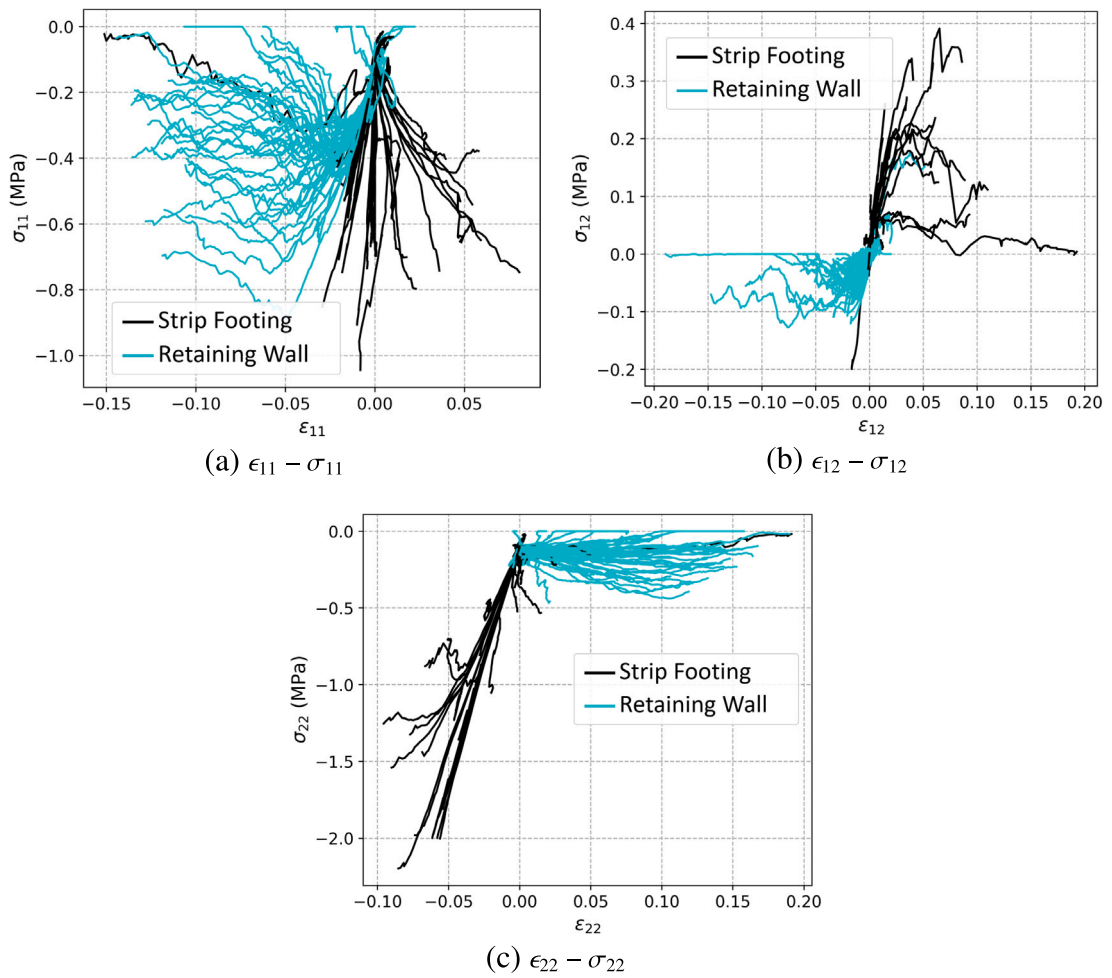 0.0
−0.2
−0.4
−0.6
−0.8
−1.0
σ11 (MPa)
Strip Footing
Retaining Wall
−0.15 −0.10 −0.05 0.00 0.05
ε11
(a) ϵ11 − σ11
0.4
0.3
0.2
0.1
0.0
−0.1
−0.2
σ12 (MPa)
Strip Footing
Retaining Wall
−0.20 −0.15 −0.10 −0.05 0.00 0.05 0.10 0.15 0.20
ε12
(b) ϵ12 − σ12
0.0
−0.5
−1.0
−1.5
−2.0
σ22 (MPa)
Strip Footing
Retaining Wall
−0.10 −0.05 0.00 0.05 0.10 0.15 0.20
ε22
(c) ϵ22 − σ22